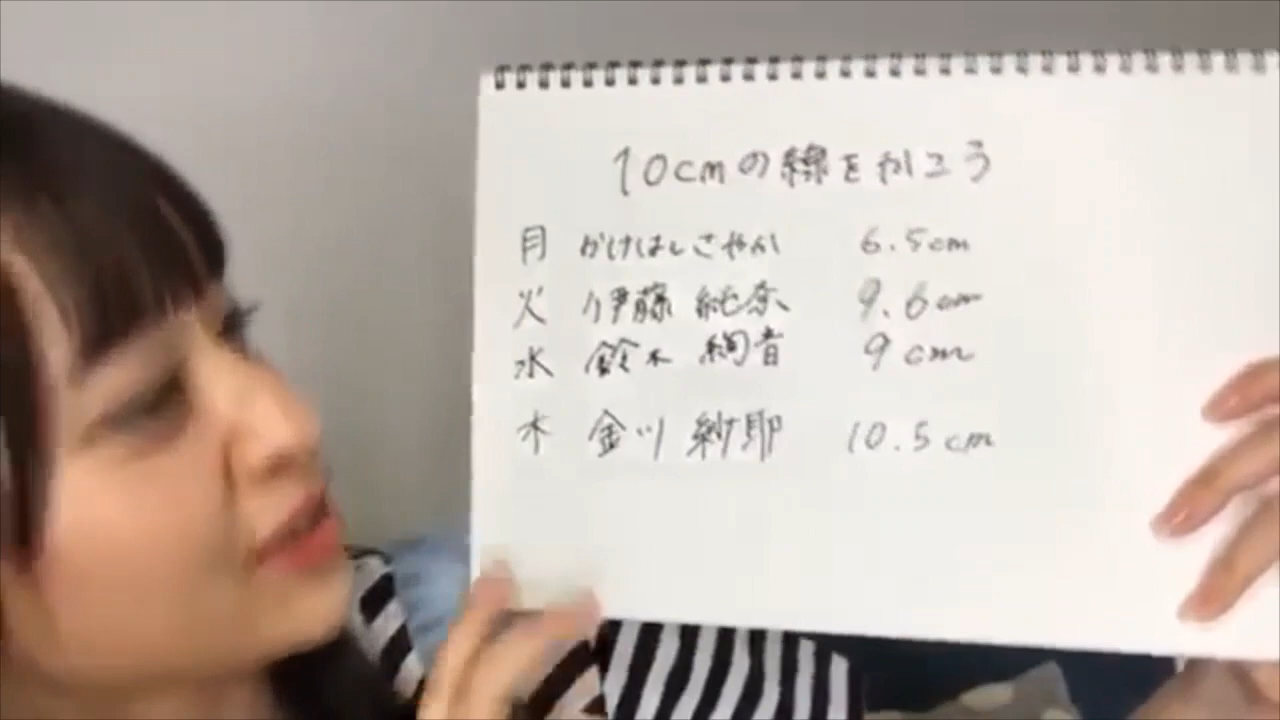 10cmの線をかこう
月 かけはしさやか 6.5cm
火 伊藤 純奈 9.6cm
水 鈴木 絢音 9cm
木 金川 紗耶 10.5cm